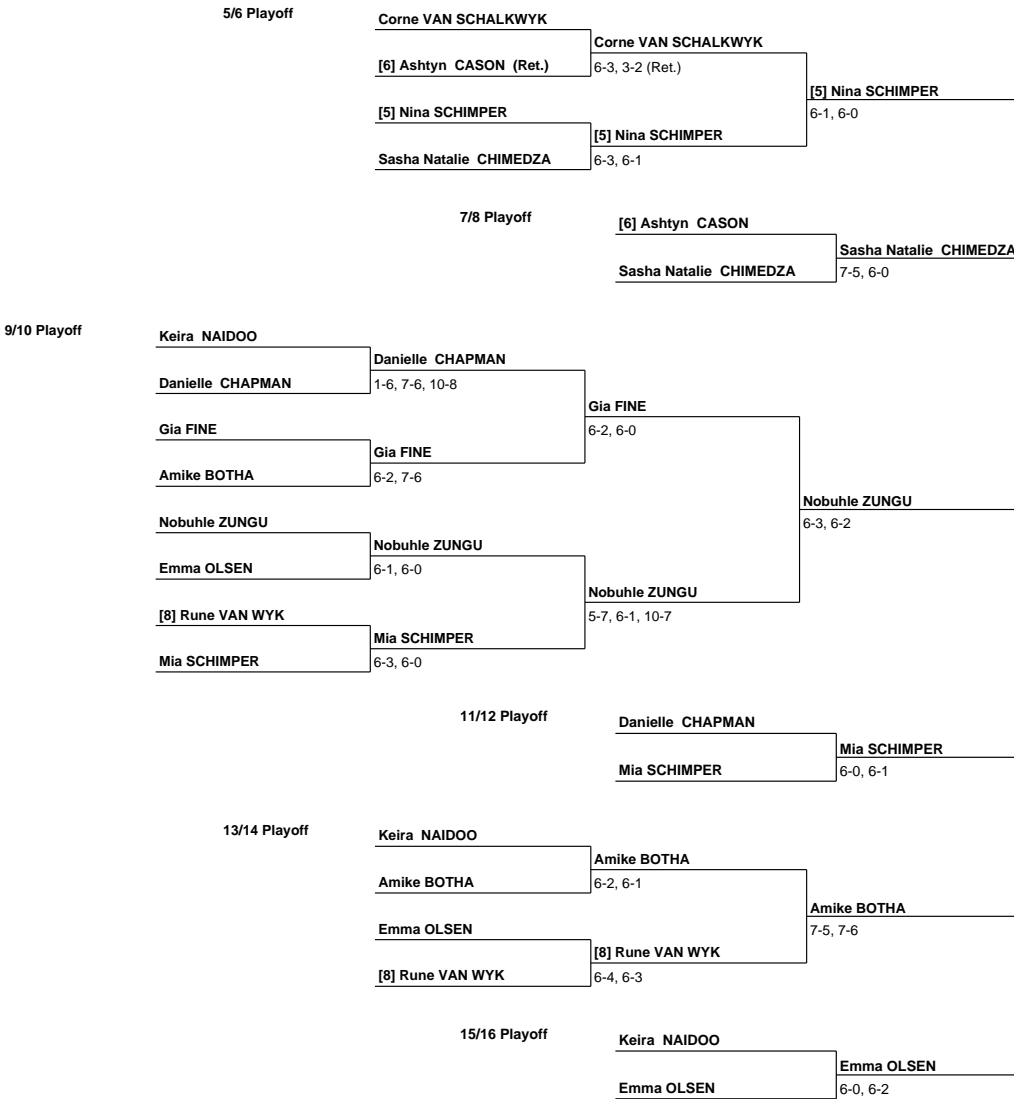 5/6 Playoff
Corne VAN SCHALKWYK
Corne VAN SCHALKWYK
[6] Ashtyn CASON (Ret.)
6-3, 3-2 (Ret.)
[5] Nina SCHIMPER
[5] Nina SCHIMPER
6-1, 6-0
[5] Nina SCHIMPER
Sasha Natalie CHIMEDZA
6-3, 6-1
7/8 Playoff
[6] Ashtyn CASON
Sasha Natalie CHIMEDZA
Sasha Natalie CHIMEDZA
7-5, 6-0
9/10 Playoff
Keira NAIDOO
Danielle CHAPMAN
Danielle CHAPMAN
1-6, 7-6, 10-8
Gia FINE
Gia FINE
6-2, 6-0
Gia FINE
Amike BOTHA
6-2, 7-6
Nobuhle ZUNGU
6-3, 6-2
Nobuhle ZUNGU
Nobuhle ZUNGU
Emma OLSEN
6-1, 6-0
Nobuhle ZUNGU
5-7, 6-1, 10-7
[8] Rune VAN WYK
Mia SCHIMPER
Mia SCHIMPER
6-3, 6-0
11/12 Playoff
Danielle CHAPMAN
Mia SCHIMPER
Mia SCHIMPER
6-0, 6-1
13/14 Playoff
Keira NAIDOO
Amike BOTHA
Amike BOTHA
6-2, 6-1
Amike BOTHA
7-5, 7-6
Emma OLSEN
[8] Rune VAN WYK
[8] Rune VAN WYK
6-4, 6-3
15/16 Playoff
Keira NAIDOO
Emma OLSEN
Emma OLSEN
6-0, 6-2